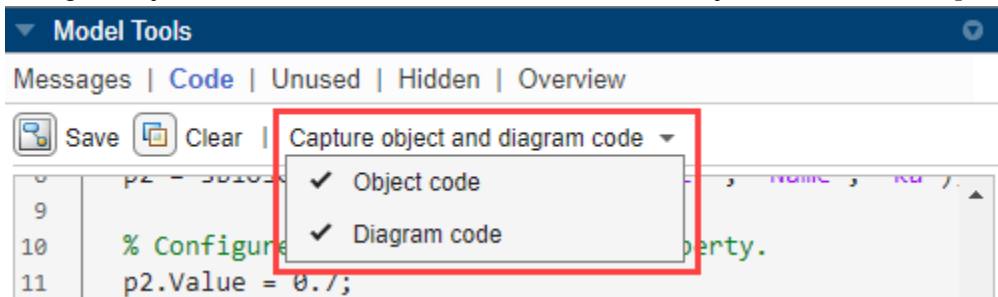 Model Tools
Messages | Code | Unused | Hidden | Overview
Save Clear | Capture object and diagram code
Object code
Diagram code
9
10 % Configure perty.
11 p2.Value = 0.7;